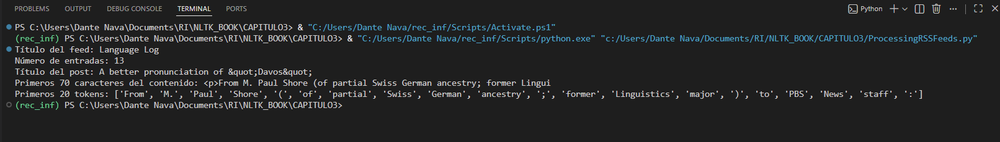 PROBLEMS OUTPUT DEBUG CONSOLE TERMINAL PORTS Python
PS C:\Users\Dante Nava\Documents\RI\NLTK_BOOK\CAPITULO3> & "C:/Users/Dante Nava/rec_inf/Scripts/Activate.ps1"
(rec_inf) PS C:\Users\Dante Nava\Documents\RI\NLTK_BOOK\CAPITULO3> & "C:/Users/Dante Nava/rec_inf/Scripts/python.exe" "c:/Users/Dante Nava/Documents/RI/NLTK_BOOK/CAPITULO3/ProcessingRSSFeeds.py"
Título del feed: Language Log
Número de entradas: 13
Título del post: A better pronunciation of &quot;Davos&quot;
Primeros 70 caracteres del contenido: <p>From M. Paul Shore (of partial Swiss German ancestry; former Lingui
Primeros 20 tokens: ['From', 'M.', 'Paul', 'Shore', '(', 'of', 'partial', 'Swiss', 'German', 'ancestry', ';', 'former', 'Linguistics', 'major', ')', 'to', 'PBS', 'News', 'staff', ':']
(rec_inf) PS C:\Users\Dante Nava\Documents\RI\NLTK_BOOK\CAPITULO3>